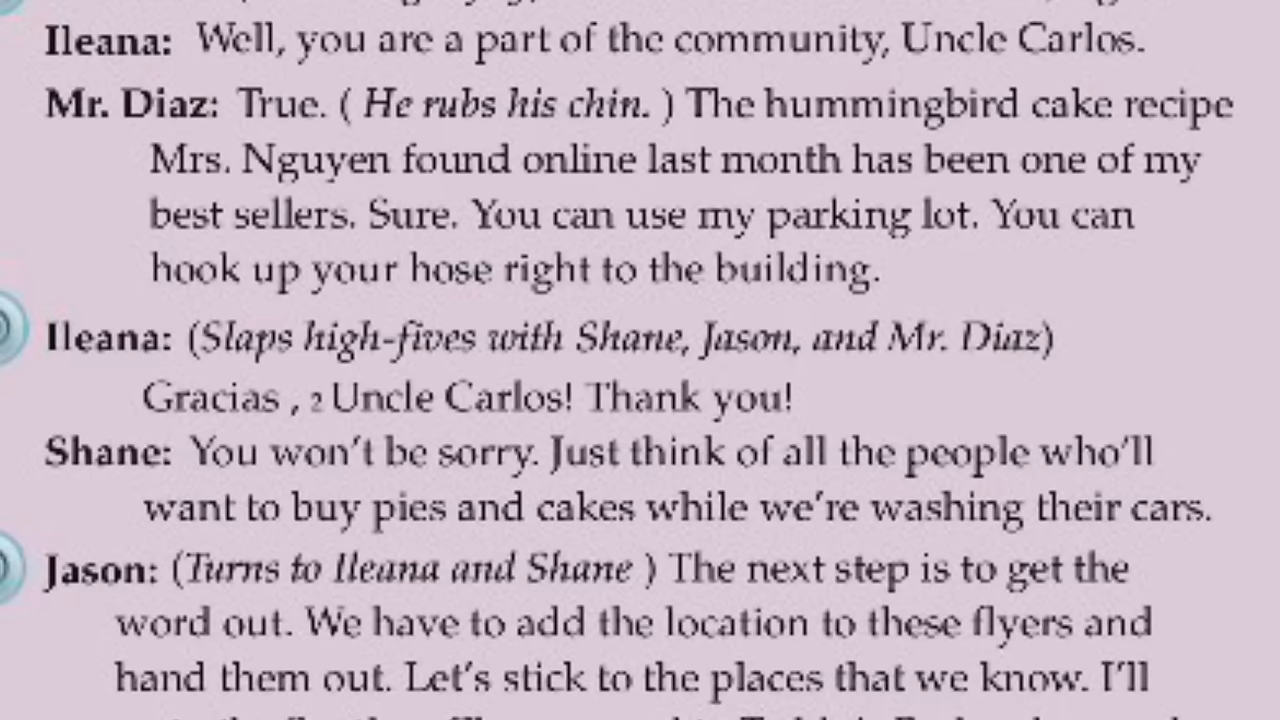 Ileana: Well, you are a part of the community, Uncle Carlos.
Mr. Diaz: True. ( He rubs his chin. ) The hummingbird cake recipe
Mrs. Nguyen found online last month has been one of my
best sellers. Sure. You can use my parking lot. You can
hook up your hose right to the building.
Ileana: (Slaps high-fives with Shane, Jason, and Mr. Diaz)
Gracias , 2 Uncle Carlos! Thank you!
Shane: You won't be sorry. Just think of all the people who'll
want to buy pies and cakes while we're washing their cars.
Jason: (Turns to Ileana and Shane ) The next step is to get the
word out. We have to add the location to these flyers and
hand them out. Let's stick to the places that we know. I'll